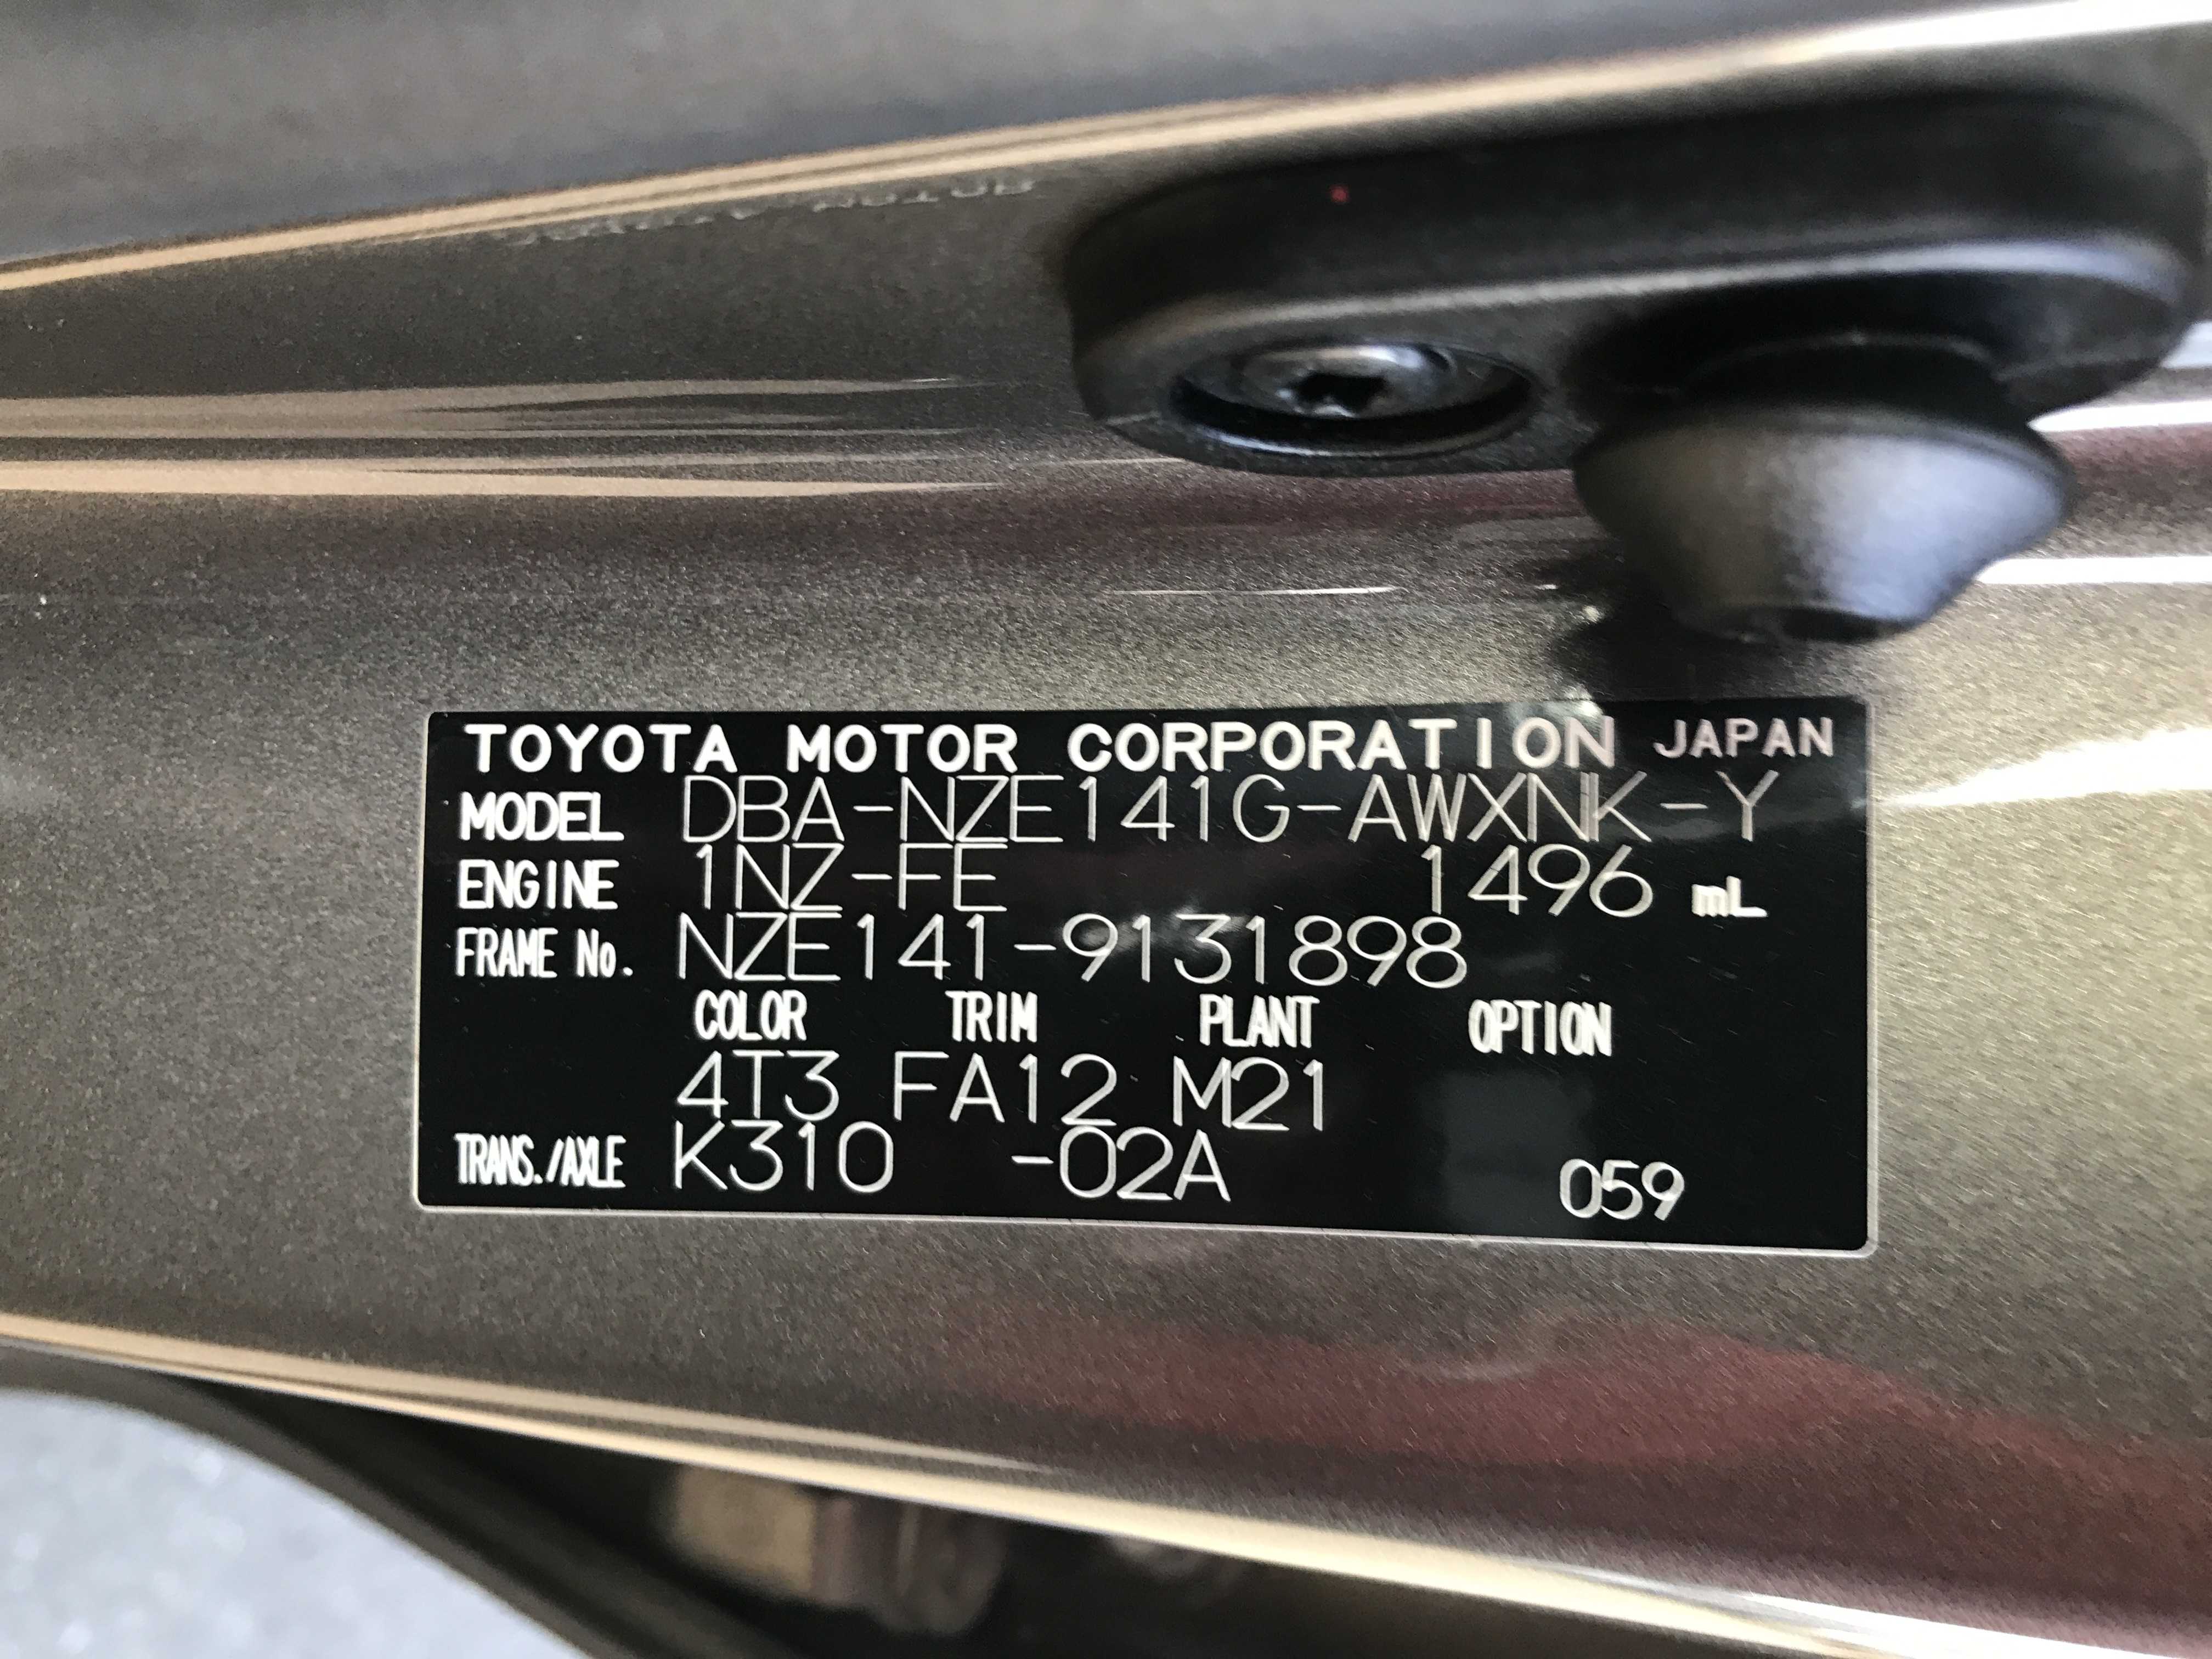 TOYOTA MOTOR CORPORATION JAPAN
MODEL DBA-NZE141G-AWXNK-Y
ENGINE 1NZ-FE 1496 mL
FRAME No. NZE141-9131898
COLOR TRIM PLANT OPTION
4T3 FA12 M21
TRANS./AXLE K310 -02A 059